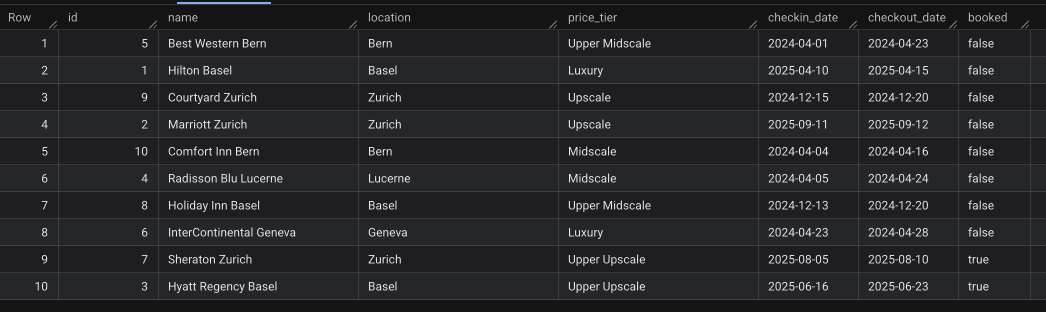 Row id name location price_tier checkin_date checkout_date booked
1 5 Best Western Bern Bern Upper Midscale 2024-04-01 2024-04-23 false
2 1 Hilton Basel Basel Luxury 2025-04-10 2025-04-15 false
3 9 Courtyard Zurich Zurich Upscale 2024-12-15 2024-12-20 false
4 2 Marriott Zurich Zurich Upscale 2025-09-11 2025-09-12 false
5 10 Comfort Inn Bern Bern Midscale 2024-04-04 2024-04-16 false
6 4 Radisson Blu Lucerne Lucerne Midscale 2024-04-05 2024-04-24 false
7 8 Holiday Inn Basel Basel Upper Midscale 2024-12-13 2024-12-20 false
8 6 InterContinental Geneva Geneva Luxury 2024-04-23 2024-04-28 false
9 7 Sheraton Zurich Zurich Upper Upscale 2025-08-05 2025-08-10 true
10 3 Hyatt Regency Basel Basel Upper Upscale 2025-06-16 2025-06-23 true